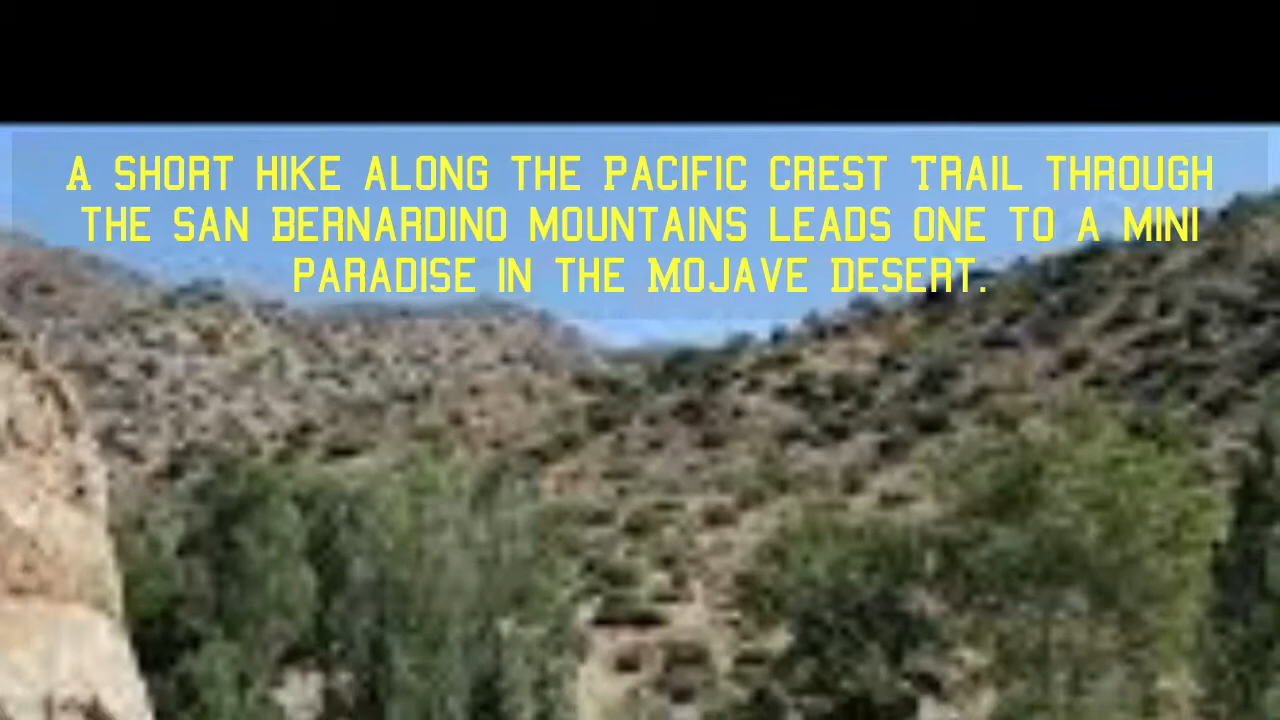 A SHORT HIKE ALONG THE PACIFIC CREST TRAIL THROUGH
THE SAN BERNARDINO MOUNTAINS LEADS ONE TO A MINI
PARADISE IN THE MOJAVE DESERT.